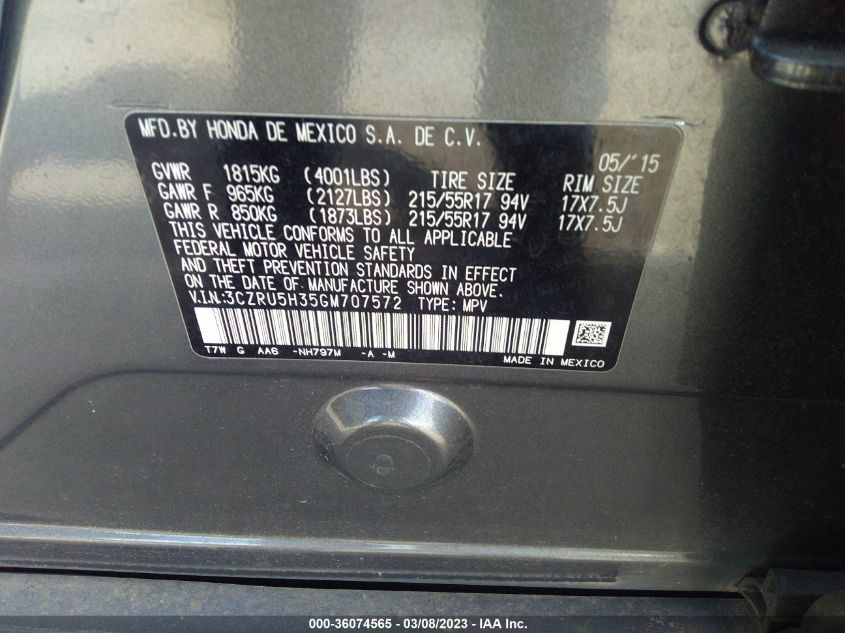 MFD.BY HONDA DE MEXICO S.A. DE C.V.
05/'15
GVWR 1815KG (4001LBS) TIRE SIZE RIM SIZE
GAWR F 965KG (2127LBS) 215/55R17 94V 17X7.5J
GAWR R 850KG (1873LBS) 215/55R17 94V 17X7.5J
THIS VEHICLE CONFORMS TO ALL APPLICABLE
FEDERAL MOTOR VEHICLE SAFETY
AND THEFT PREVENTION STANDARDS IN EFFECT
ON THE DATE OF MANUFACTURE SHOWN ABOVE.
V.I.N:3CZRU5H35GM707572 TYPE: MPV
T7W G AA6 -NH797M -A -M
MADE IN MEXICO
000-36074565 - 03/08/2023 - © IAA Inc.